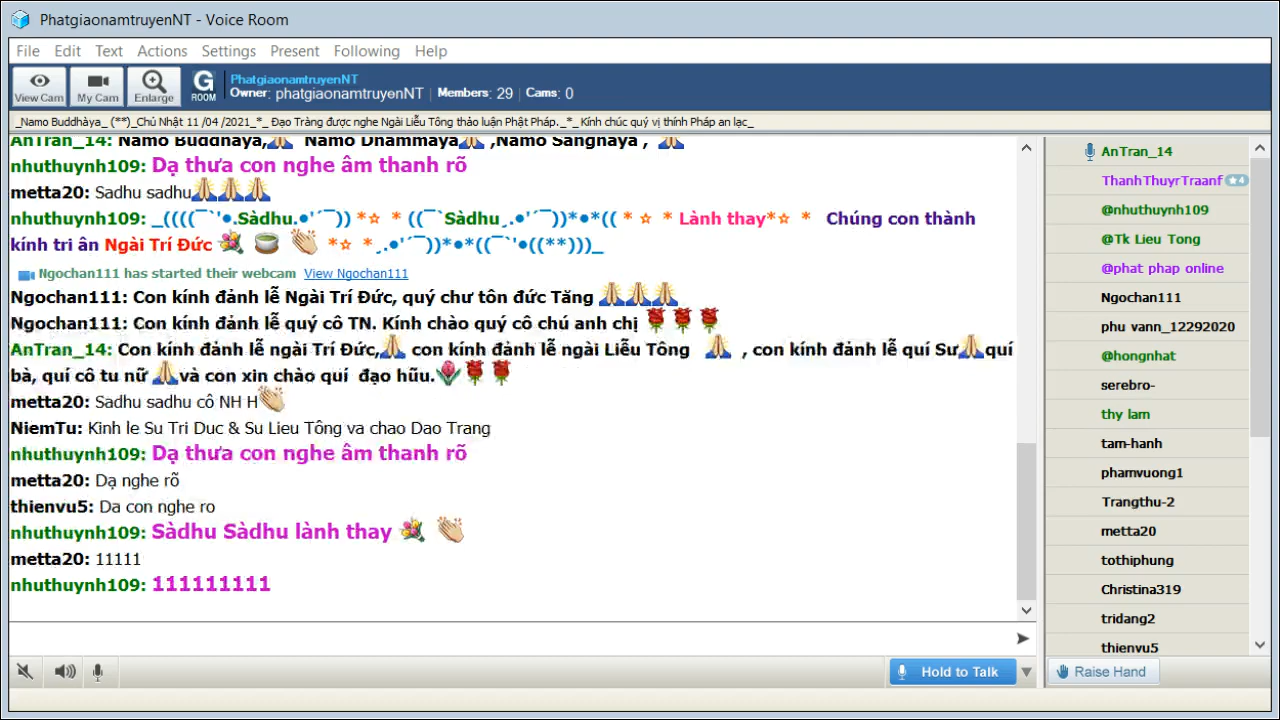 PhatgiaonamtruyenNT - Voice Room
File Edit Text Actions Settings Present Following Help
View Cam My Cam Enlarge G ROOM
PhatgiaonamtruyenNT
Owner: phatgiaonamtruyenNT | Members: 29 | Cams: 0
_Namo Buddhàya_ (**)_Chủ Nhật 11 /04 /2021_*_ Đạo Tràng được nghe Ngài Liễu Tông thảo luận Phật Pháp._*_ Kính chúc quý vị thính Pháp an lạc_
AnTran_14: Namo Buddhaya,🙏 Namo Dhammaya🙏 ,Namo Sanghaya , 🙏
nhuthuynh109: Dạ thưa con nghe âm thanh rõ
metta20: Sadhu sadhu🙏🙏🙏
nhuthuynh109: _((((¯`'●.Sàdhu.●'´¯)) *☆ * ((¯`Sàdhu¸.●'´¯))*●*(( * ☆ * Lành thay*☆ * Chúng con thành
kính tri ân Ngài Trí Đức 💐 🍵 👏 *☆ *¸.●'´¯))*●*((¯`'●((**)))_
Ngochan111 has started their webcam View Ngochan111
Ngochan111: Con kính đảnh lễ Ngài Trí Đức, quý chư tôn đức Tăng 🙏🙏🙏
Ngochan111: Con kính đảnh lễ quý cô TN. Kính chào quý cô chú anh chị 🌹🌹🌹
AnTran_14: Con kính đảnh lễ ngài Trí Đức,🙏 con kính đảnh lễ ngài Liễu Tông 🙏 , con kính đảnh lễ quí Sư🙏quí
bà, quí cô tu nữ 🙏và con xin chào quí đạo hữu.🌷🌹🌹
metta20: Sadhu sadhu cô NH H👏
NiemTu: Kinh le Su Tri Duc & Su Lieu Tông va chao Dao Trang
nhuthuynh109: Dạ thưa con nghe âm thanh rõ
metta20: Dạ nghe rõ
thienvu5: Da con nghe ro
nhuthuynh109: Sàdhu Sàdhu lành thay 💐 👏
metta20: 11111
nhuthuynh109: 111111111
Hold to Talk
AnTran_14
ThanhThuyrTraanf ★4
@nhuthuynh109
@Tk Lieu Tong
@phat phap online
Ngochan111
phu vann_12292020
@hongnhat
serebro-
thy lam
tam-hanh
phamvuong1
Trangthu-2
metta20
tothiphung
Christina319
tridang2
thienvu5
Raise Hand